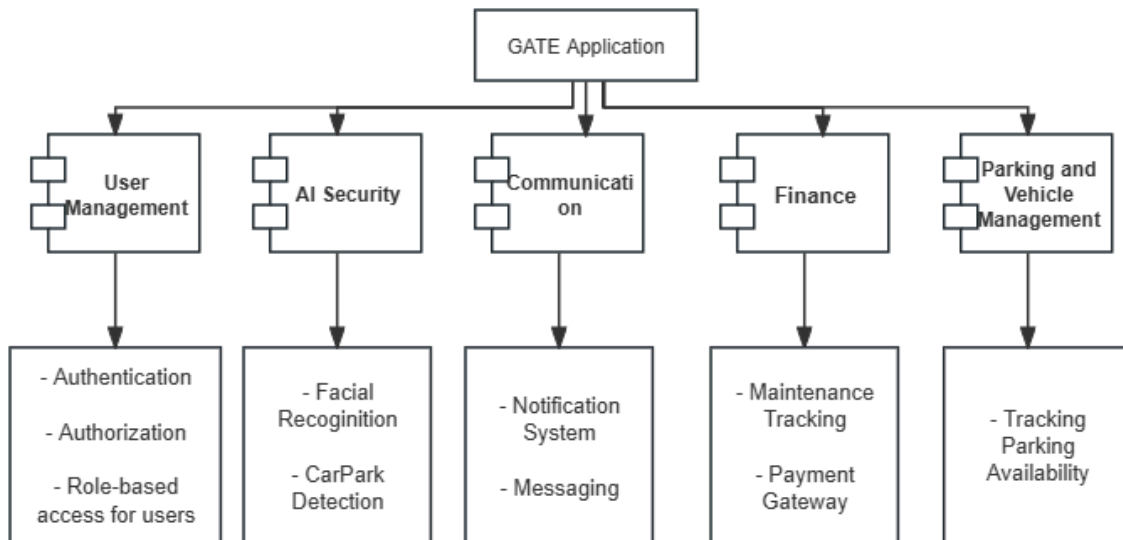 GATE Application
User
Management
AI Security
Communicati
on
Finance
Parking and
Vehicle
Management
- Authentication
- Authorization
- Role-based
access for users
- Facial
Recoginition
- CarPark
Detection
- Notification
System
- Messaging
- Maintenance
Tracking
- Payment
Gateway
- Tracking
Parking
Availability